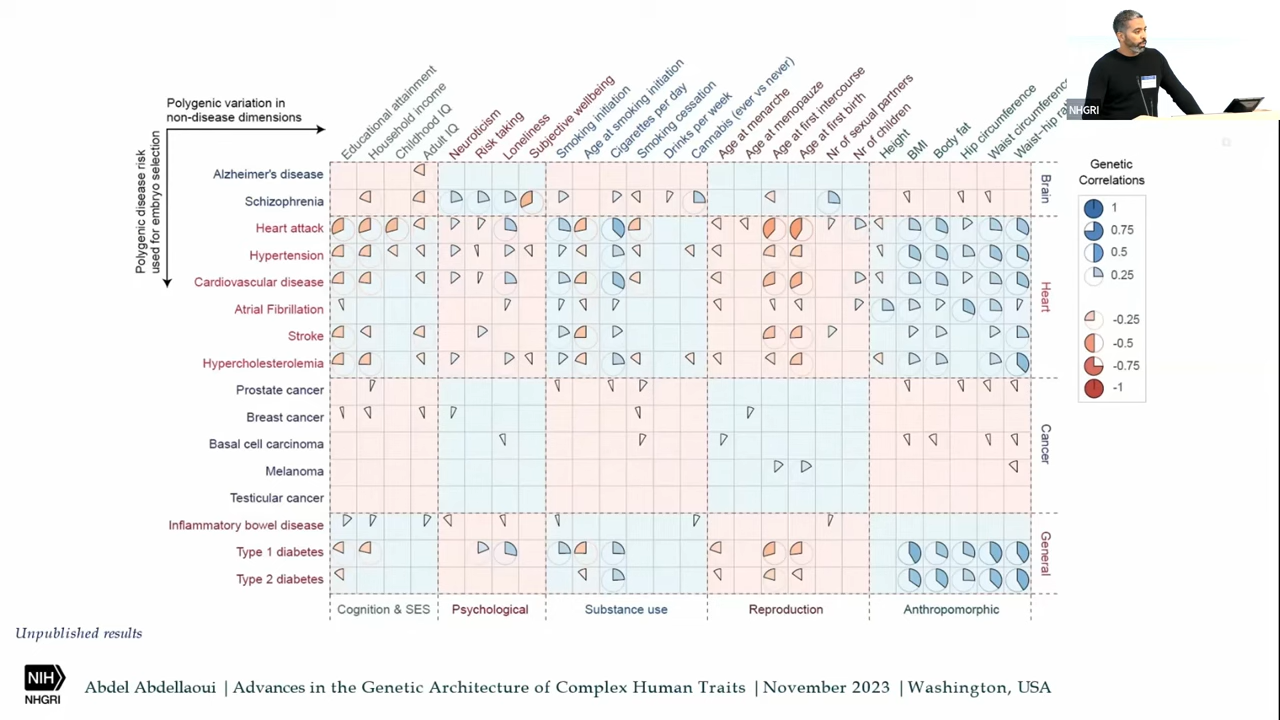 Polygenic variation in
non-disease dimensions
Polygenic disease risk
used for embryo selection
Educational attainment
Household income
Childhood IQ
Adult IQ
Neuroticism
Risk taking
Loneliness
Subjective wellbeing
Smoking initiation
Age at smoking initiation
Cigarettes per day
Smoking cessation
Drinks per week
Cannabis (ever vs never)
Age at menarche
Age at menopauze
Age at first intercourse
Age at first birth
Nr of sexual partners
Nr of children
Height
BMI
Body fat
Hip circumference
Waist circumference
Waist-hip
Alzheimer's disease
Schizophrenia
Heart attack
Hypertension
Cardiovascular disease
Atrial Fibrillation
Stroke
Hypercholesterolemia
Prostate cancer
Breast cancer
Basal cell carcinoma
Melanoma
Testicular cancer
Inflammatory bowel disease
Type 1 diabetes
Type 2 diabetes
Brain
Heart
Cancer
General
Cognition & SES
Psychological
Substance use
Reproduction
Anthropomorphic
Genetic
Correlations
1
0.75
0.5
0.25
-0.25
-0.5
-0.75
-1
NHGRI
Unpublished results
NIH
NHGRI
Abdel Abdellaoui | Advances in the Genetic Architecture of Complex Human Traits | November 2023 | Washington, USA